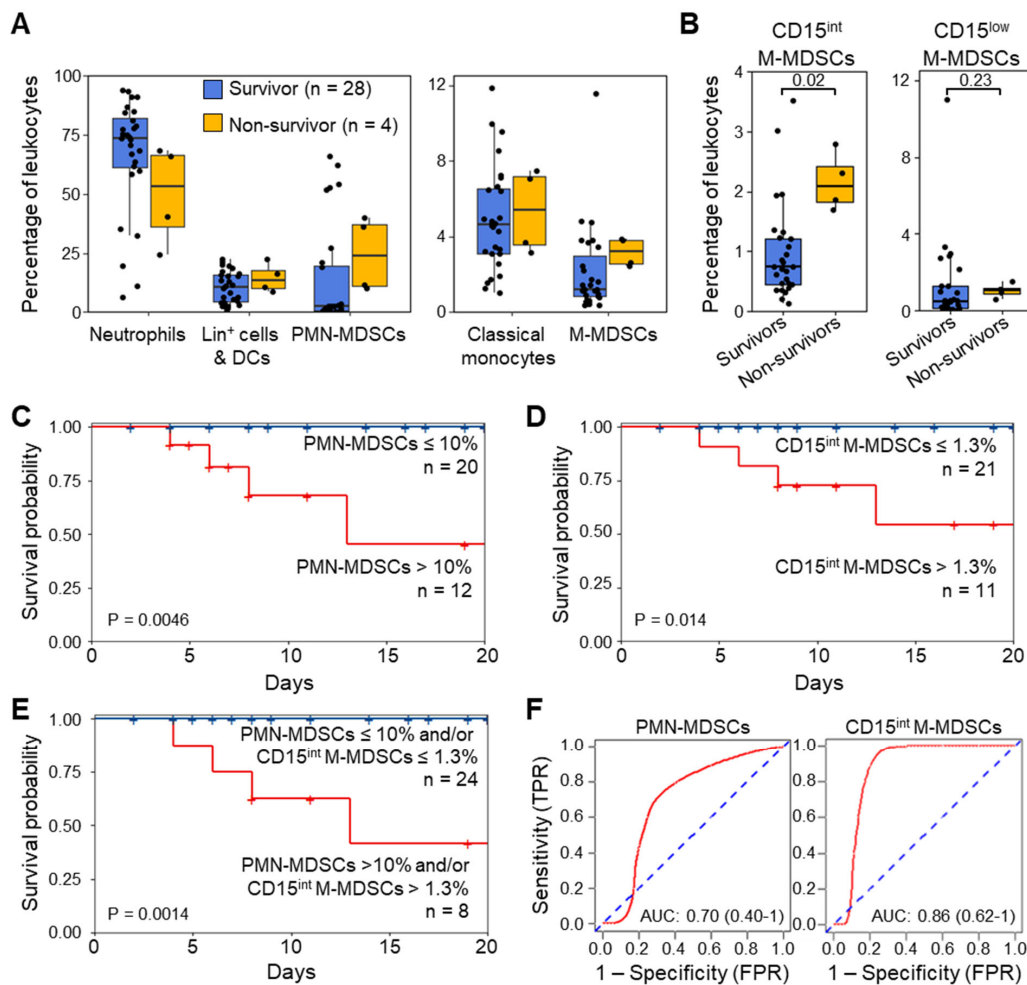 A
Percentage of leukocytes
100
75
50
25
0
Survivor (n = 28)
Non-survivor (n = 4)
Neutrophils
Lin⁺ cells
& DCs
PMN-MDSCs
12
8
4
0
Classical
monocytes
M-MDSCs
B
CD15ⁱⁿᵗ
M-MDSCs
Percentage of leukocytes
4
3
2
1
0
0.02
Survivors
Non-survivors
CD15ˡᵒʷ
M-MDSCs
12
8
4
0
0.23
Survivors
Non-survivors
C
Survival probability
1.00
0.75
0.50
0.25
0.00
PMN-MDSCs ≤ 10%
n = 20
PMN-MDSCs > 10%
n = 12
P = 0.0046
0 5 10 15 20
Days
D
Survival probability
1.00
0.75
0.50
0.25
0.00
CD15ⁱⁿᵗ M-MDSCs ≤ 1.3%
n = 21
CD15ⁱⁿᵗ M-MDSCs > 1.3%
n = 11
P = 0.014
0 5 10 15 20
Days
E
Survival probability
1.00
0.75
0.50
0.25
0.00
PMN-MDSCs ≤ 10% and/or
CD15ⁱⁿᵗ M-MDSCs ≤ 1.3%
n = 24
PMN-MDSCs >10% and/or
CD15ⁱⁿᵗ M-MDSCs > 1.3%
n = 8
P = 0.0014
0 5 10 15 20
Days
F
PMN-MDSCs
Sensitivity (TPR)
1.0
0.8
0.6
0.4
0.2
0.0
AUC: 0.70 (0.40-1)
0.0 0.2 0.4 0.6 0.8 1.0
1 – Specificity (FPR)
CD15ⁱⁿᵗ M-MDSCs
1.0
0.8
0.6
0.4
0.2
0.0
AUC: 0.86 (0.62-1)
0.0 0.2 0.4 0.6 0.8 1.0
1 – Specificity (FPR)